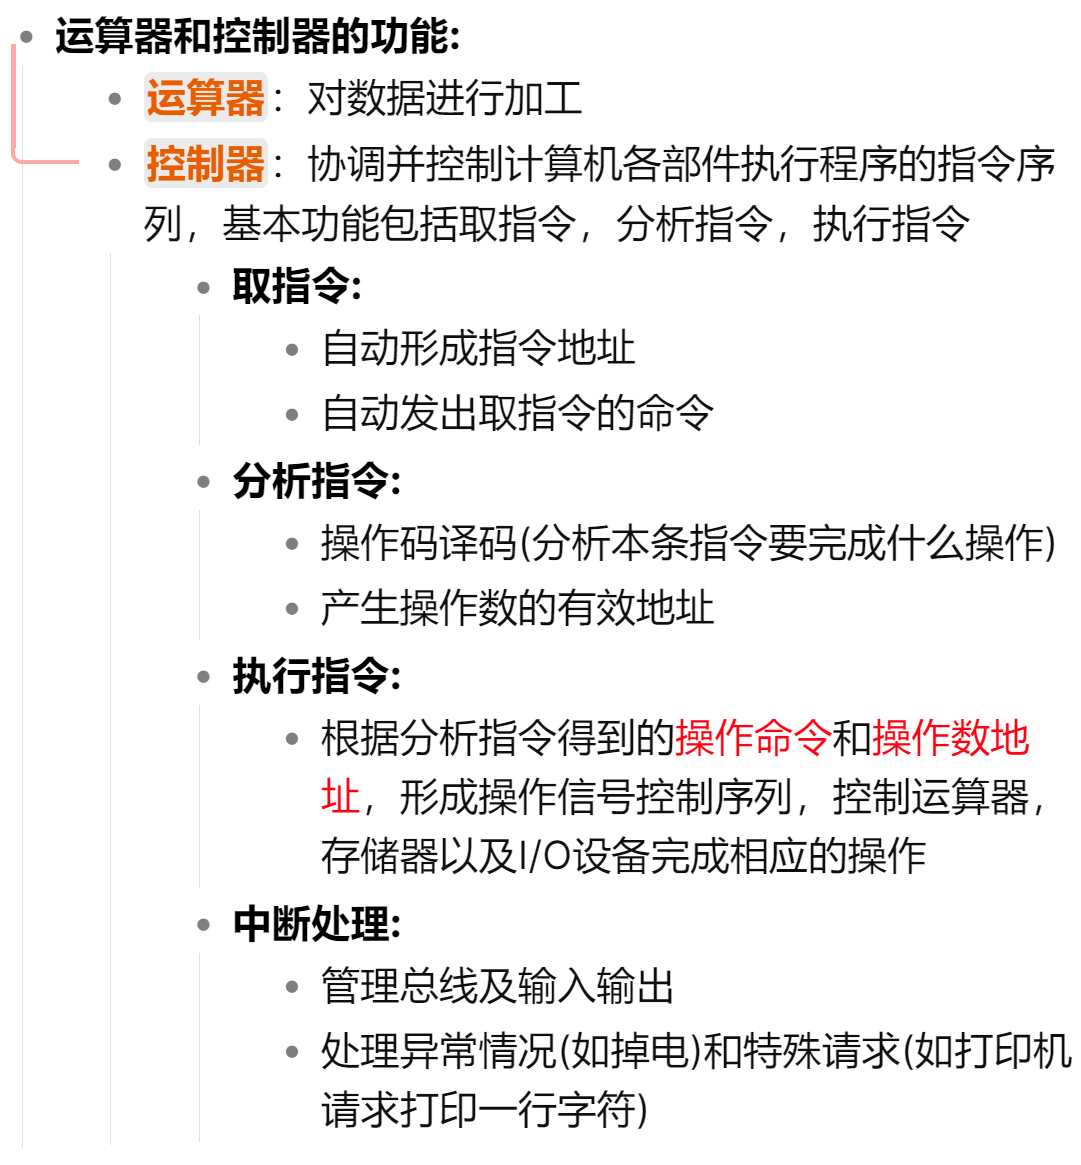 运算器和控制器的功能:
运算器：对数据进行加工
控制器：协调并控制计算机各部件执行程序的指令序
列，基本功能包括取指令，分析指令，执行指令
取指令:
自动形成指令地址
自动发出取指令的命令
分析指令:
操作码译码(分析本条指令要完成什么操作)
产生操作数的有效地址
执行指令:
根据分析指令得到的操作命令和操作数地
址，形成操作信号控制序列，控制运算器，
存储器以及I/O设备完成相应的操作
中断处理:
管理总线及输入输出
处理异常情况(如掉电)和特殊请求(如打印机
请求打印一行字符)